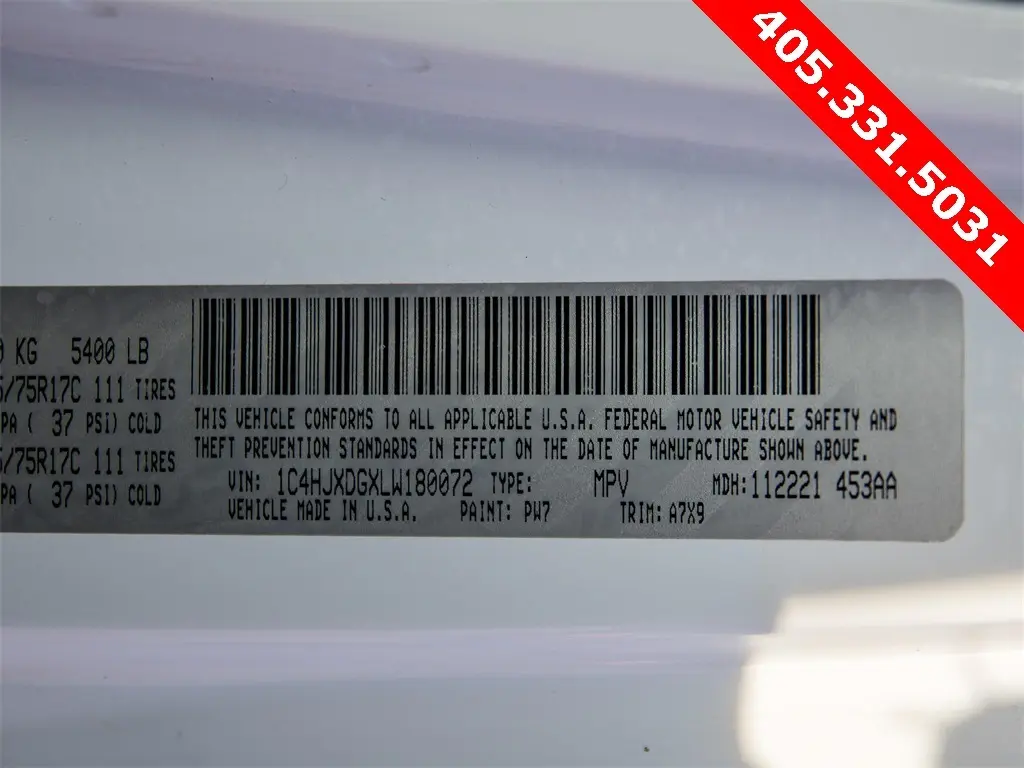 405.331.5031
KG 5400 LB
/75R17C 111 TIRES
PA ( 37 PSI) COLD
/75R17C 111 TIRES
PA ( 37 PSI) COLD
THIS VEHICLE CONFORMS TO ALL APPLICABLE U.S.A. FEDERAL MOTOR VEHICLE SAFETY AND
THEFT PREVENTION STANDARDS IN EFFECT ON THE DATE OF MANUFACTURE SHOWN ABOVE.
VIN: 1C4HJXDGXLW180072 TYPE: MPV MDH:112221 453AA
VEHICLE MADE IN U.S.A. PAINT: PW7 TRIM: A7X9